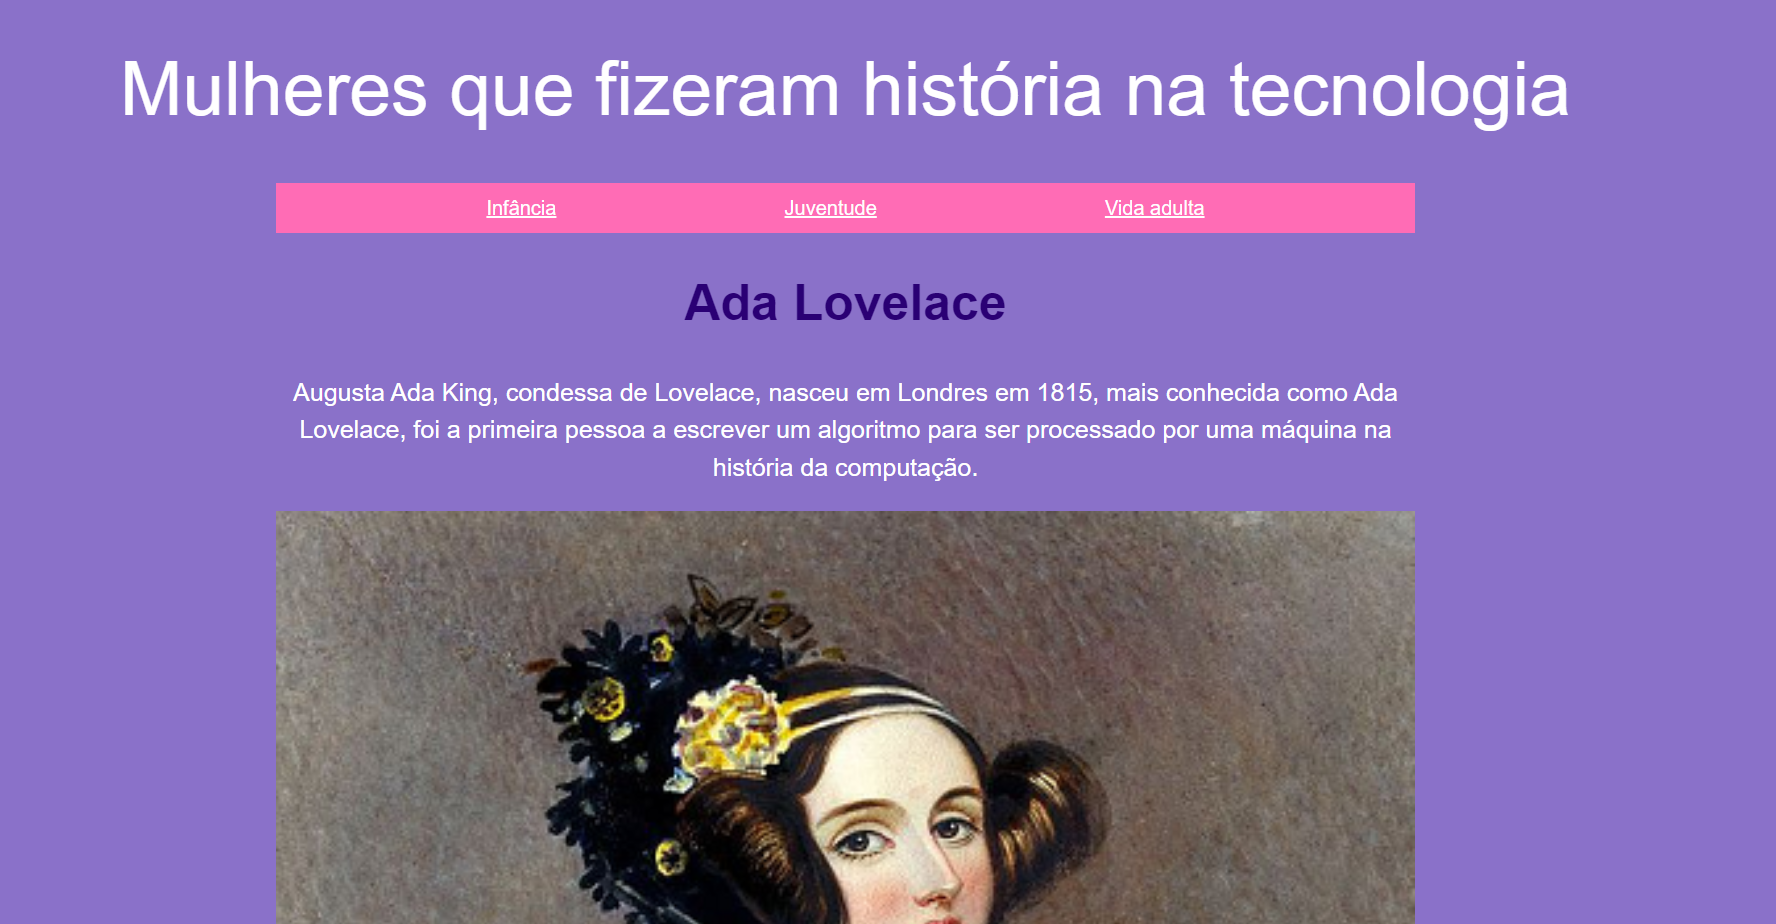 Mulheres que fizeram história na tecnologia
Infância Juventude Vida adulta
Ada Lovelace
Augusta Ada King, condessa de Lovelace, nasceu em Londres em 1815, mais conhecida como Ada
Lovelace, foi a primeira pessoa a escrever um algoritmo para ser processado por uma máquina na
história da computação.